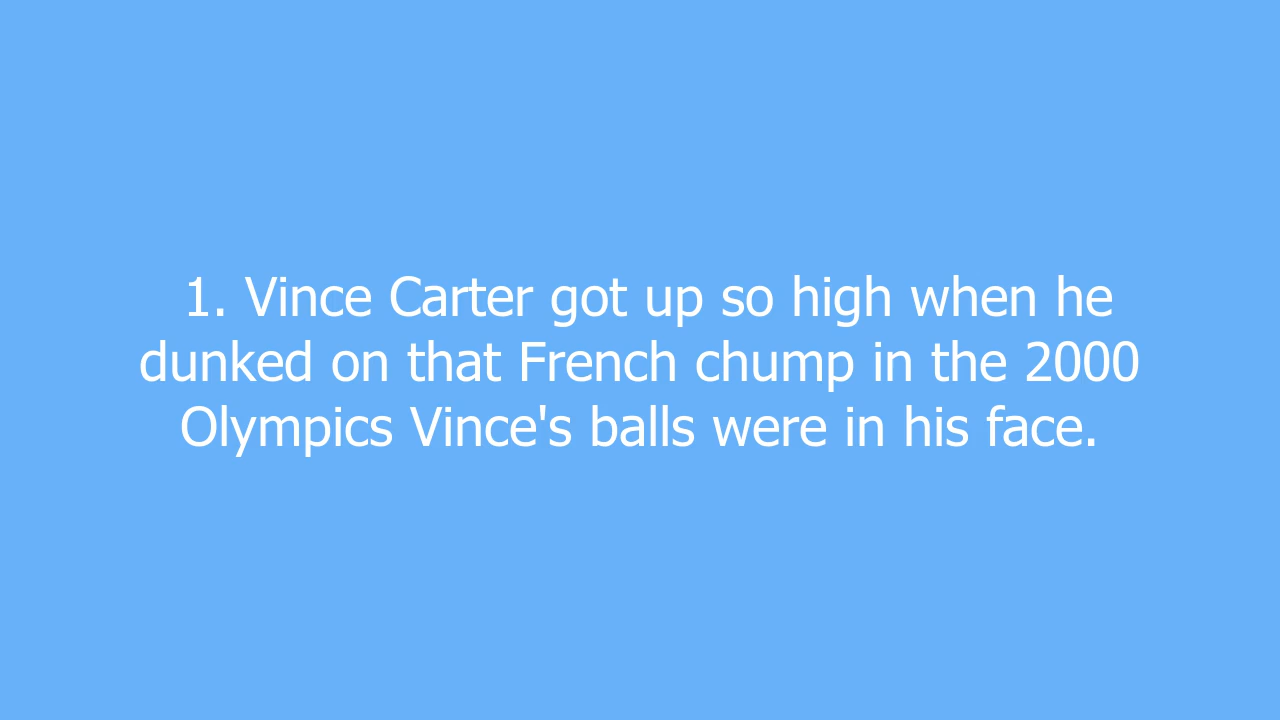 1. Vince Carter got up so high when he
dunked on that French chump in the 2000
Olympics Vince's balls were in his face.